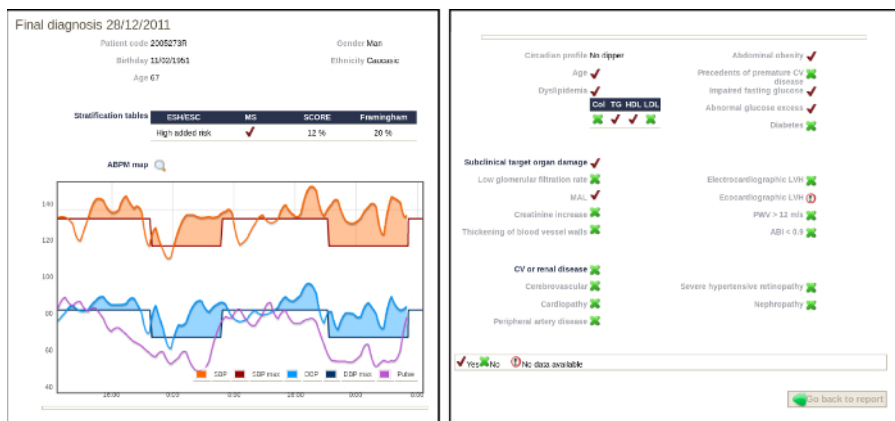 Final diagnosis 28/12/2011
Patient code 2005273R Gender Man
Birthday 11/02/1951 Ethnicity Caucasic
Age 67
Stratification tables ESH/ESC MS SCORE Framingham
High added risk 12 % 20 %
ABPM map
140
120
100
80
60
40
16:00 0:00 0:00 16:00 0:00 8:00
SBP SBP max DBP DBP max Pulse
Circadian profile No dipper Abdominal obesity
Age Precedents of premature CV disease
Dyslipidemia Impaired fasting glucose
Col TG HDL LDL Abnormal glucose excess
Diabetes
Subclinical target organ damage
Low glomerular filtration rate Electrocardiographic LVH
MAL Ecocardiographic LVH
Creatinine increase PWV > 12 m/s
Thickening of blood vessel walls ABI < 0.9
CV or renal disease
Cerebrovascular Severe hypertensive retinopathy
Cardiopathy Nephropathy
Peripheral artery disease
Yes No No data available
Go back to report